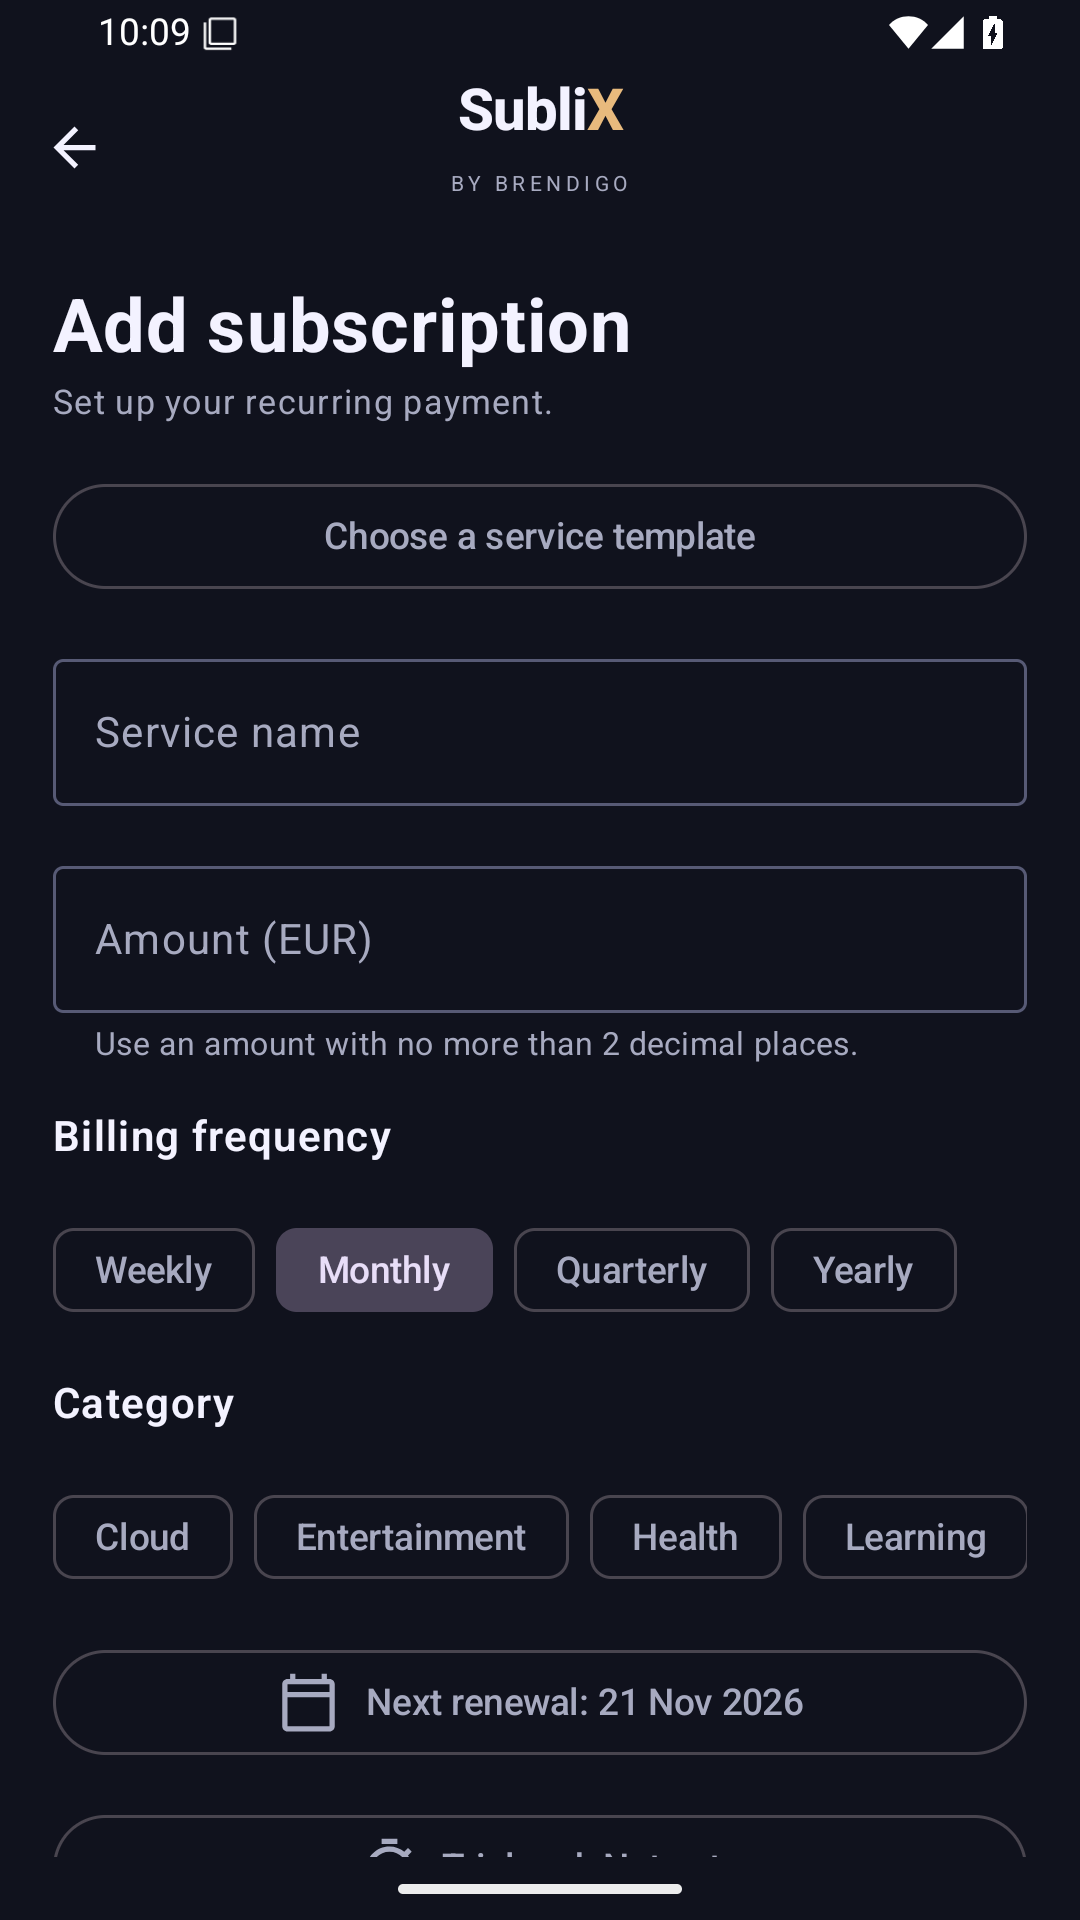 10:09
SubliX
BY BRENDIGO
Add subscription
Set up your recurring payment.
Choose a service template
Service name
Amount (EUR)
Use an amount with no more than 2 decimal places.
Billing frequency
Weekly Monthly Quarterly Yearly
Category
Cloud Entertainment Health Learning
Next renewal: 21 Nov 2026